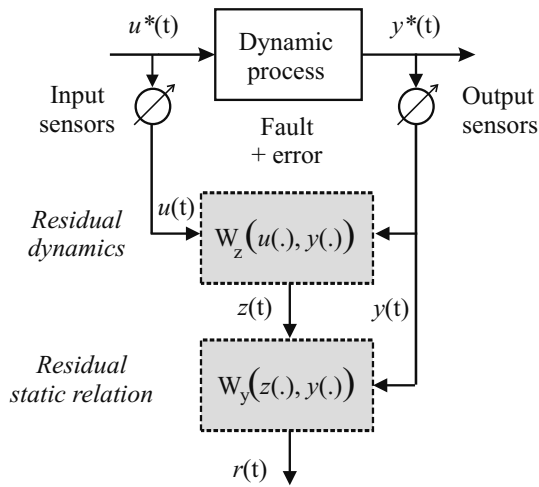 u*(t)
Dynamic
process
y*(t)
Input
sensors
Fault
+ error
Output
sensors
Residual
dynamics
u(t)
W_z(u(.), y(.))
z(t)
y(t)
Residual
static relation
W_y(z(.), y(.))
r(t)